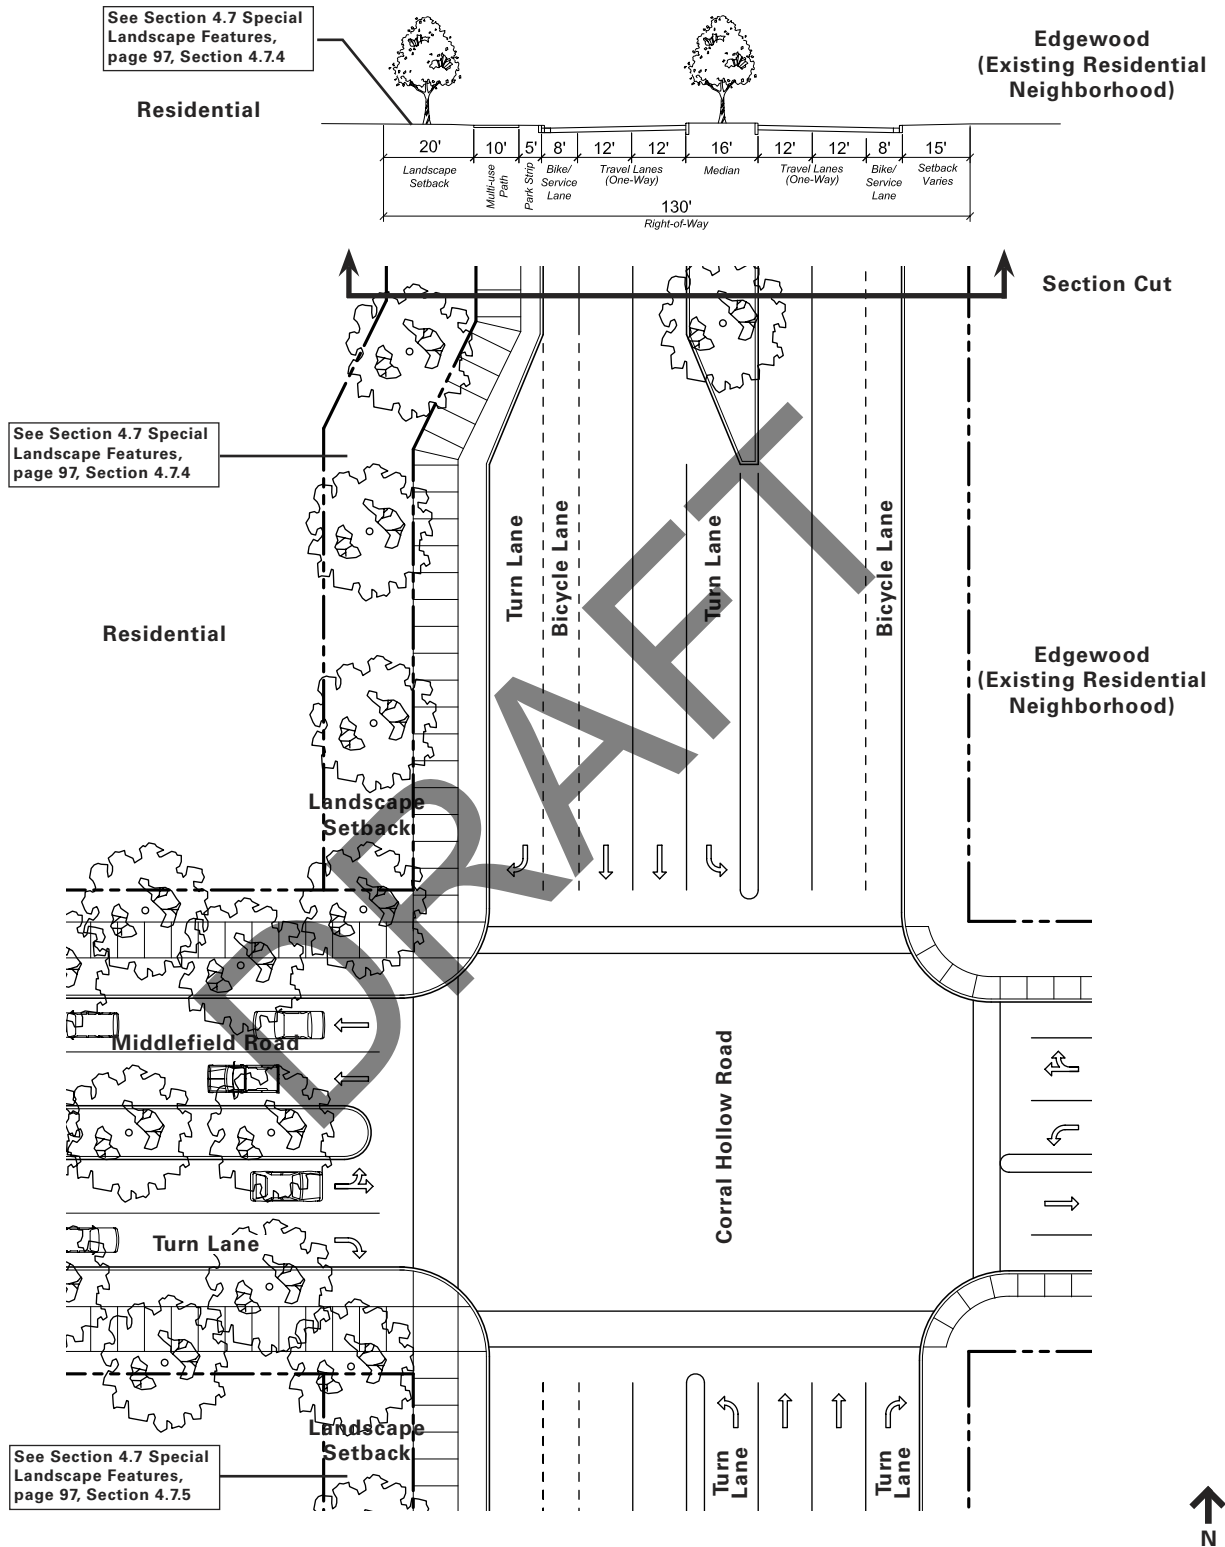 See Section 4.7 Special
Landscape Features,
page 97, Section 4.7.4
Residential
Edgewood
(Existing Residential
Neighborhood)
20' 10' 5' 8' 12' 12' 16' 12' 12' 8' 15'
Landscape
Setback
Multi-use
Path
Park Strip
Bike/
Service
Lane
Travel Lanes
(One-Way)
Median
Travel Lanes
(One-Way)
Bike/
Service
Lane
Setback
Varies
130'
Right-of-Way
Section Cut
See Section 4.7 Special
Landscape Features,
page 97, Section 4.7.4
Turn Lane
Bicycle Lane
Turn Lane
Bicycle Lane
Residential
Edgewood
(Existing Residential
Neighborhood)
DRAFT
Landscape
Setback
Middlefield Road
Corral Hollow Road
Turn Lane
Landscape
Setback
See Section 4.7 Special
Landscape Features,
page 97, Section 4.7.5
Turn
Lane
Turn
Lane
N